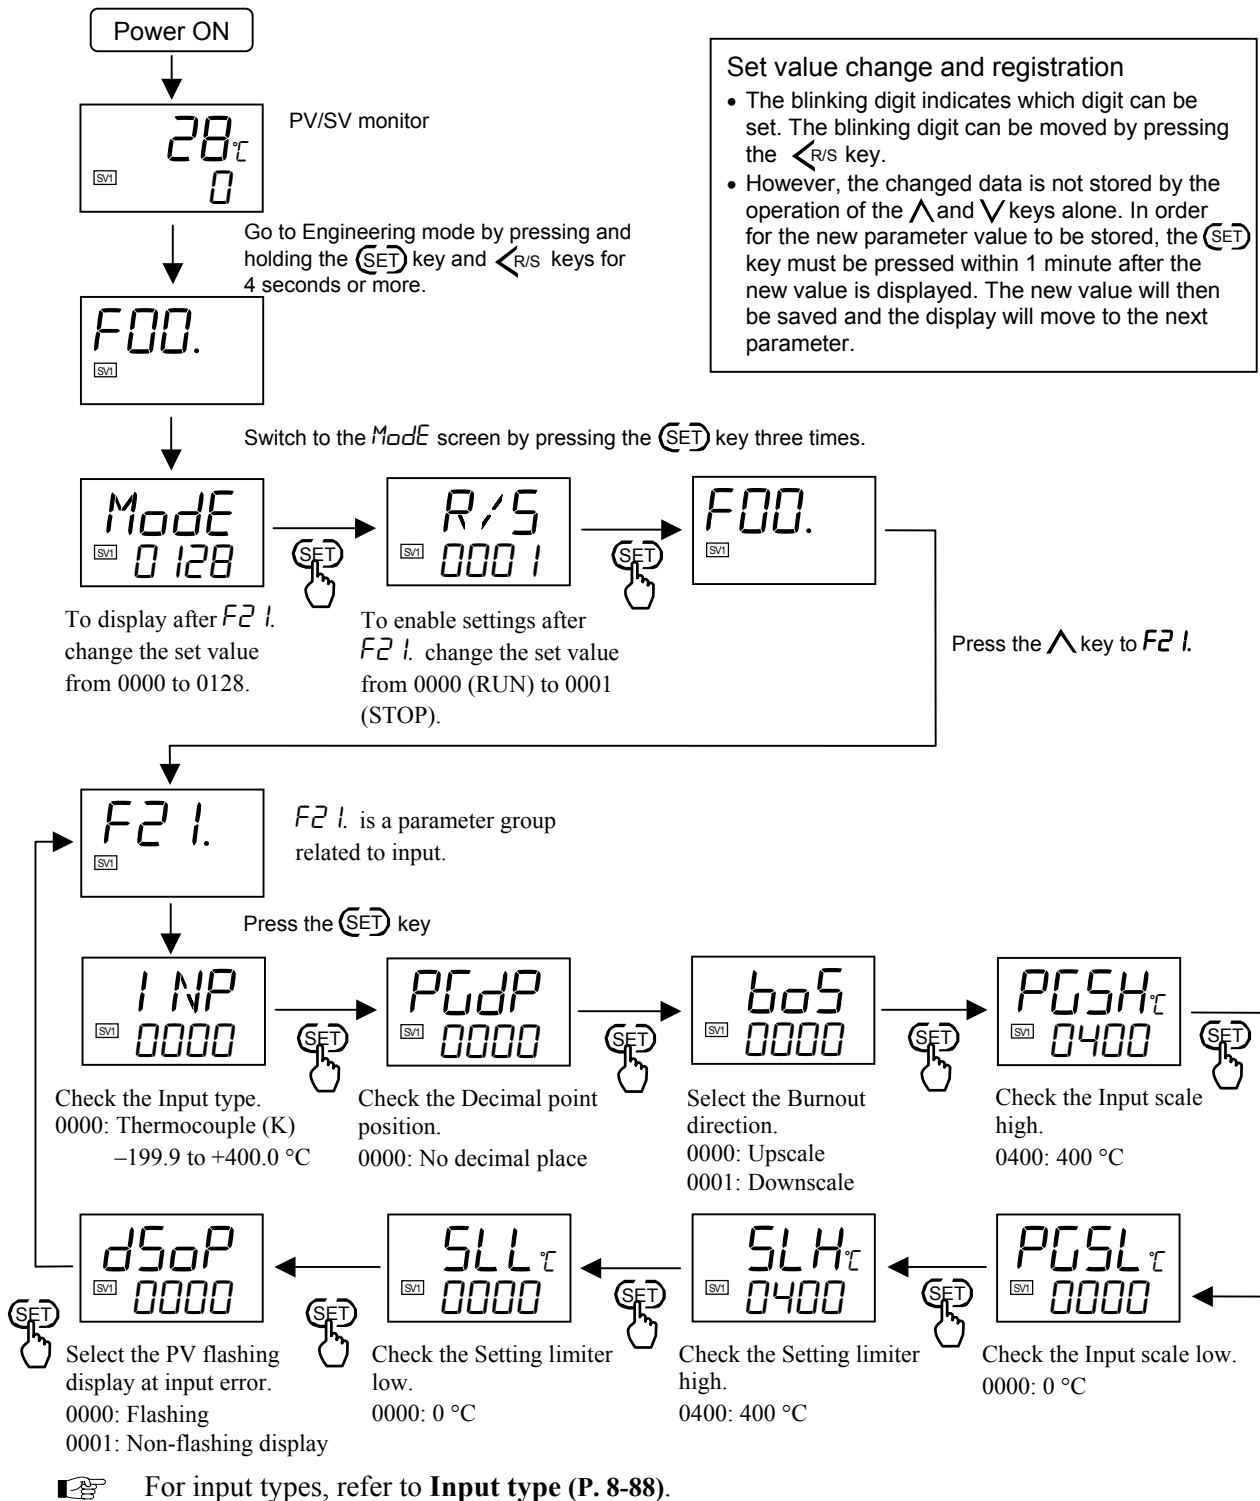 Power ON
28℃
SV1
0
PV/SV monitor
Set value change and registration
• The blinking digit indicates which digit can be
set. The blinking digit can be moved by pressing
the <R/S key.
• However, the changed data is not stored by the
operation of the ∧ and ∨ keys alone. In order
for the new parameter value to be stored, the SET
key must be pressed within 1 minute after the
new value is displayed. The new value will then
be saved and the display will move to the next
parameter.
Go to Engineering mode by pressing and
holding the SET key and <R/S keys for
4 seconds or more.
F00.
SV1
Switch to the ModE screen by pressing the SET key three times.
ModE
SV1 0128
SET
R/S
SV1 0001
SET
F00.
SV1
To display after F21.
change the set value
from 0000 to 0128.
To enable settings after
F21. change the set value
from 0000 (RUN) to 0001
(STOP).
Press the ∧ key to F21.
F21.
SV1
F21. is a parameter group
related to input.
Press the SET key
INP
SV1 0000
SET
PGdP
SV1 0000
SET
boS
SV1 0000
SET
PGSH℃
SV1 0400
SET
Check the Input type.
0000: Thermocouple (K)
–199.9 to +400.0 °C
Check the Decimal point
position.
0000: No decimal place
Select the Burnout
direction.
0000: Upscale
0001: Downscale
Check the Input scale
high.
0400: 400 °C
dSoP
SV1 0000
SET
SLL℃
SV1 0000
SET
SLH℃
SV1 0400
SET
PGSL℃
SV1 0000
SET
Select the PV flashing
display at input error.
0000: Flashing
0001: Non-flashing display
Check the Setting limiter
low.
0000: 0 °C
Check the Setting limiter
high.
0400: 400 °C
Check the Input scale low.
0000: 0 °C
For input types, refer to Input type (P. 8-88).